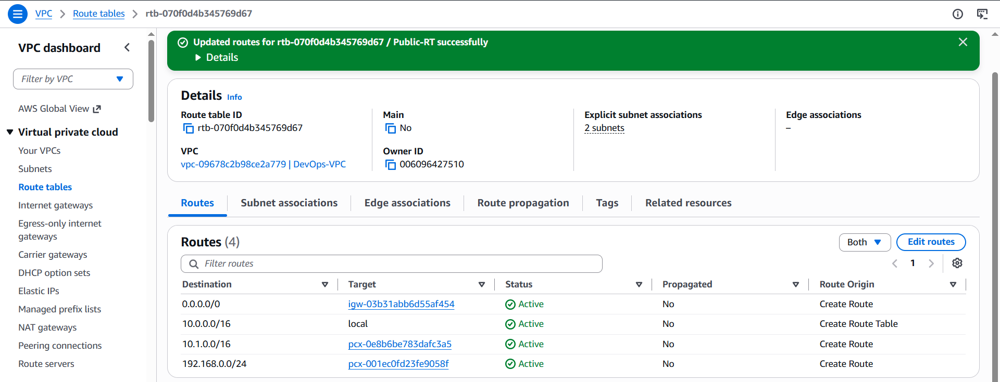 VPC > Route tables > rtb-070f0d4b345769d67
VPC dashboard
Filter by VPC
AWS Global View
Virtual private cloud
Your VPCs
Subnets
Route tables
Internet gateways
Egress-only internet
gateways
Carrier gateways
DHCP option sets
Elastic IPs
Managed prefix lists
NAT gateways
Peering connections
Route servers
Updated routes for rtb-070f0d4b345769d67 / Public-RT successfully
Details
Details Info
Route table ID
rtb-070f0d4b345769d67
Main
No
Explicit subnet associations
2 subnets
Edge associations
–
VPC
vpc-09678c2b98ce2a779 | DevOps-VPC
Owner ID
006096427510
Routes Subnet associations Edge associations Route propagation Tags Related resources
Routes (4)
Both Edit routes
Filter routes
1
Destination Target Status Propagated Route Origin
0.0.0.0/0 igw-03b31abb6d55af454 Active No Create Route
10.0.0.0/16 local Active No Create Route Table
10.1.0.0/16 pcx-0e8b6be783dafc3a5 Active No Create Route
192.168.0.0/24 pcx-001ec0fd23fe9058f Active No Create Route